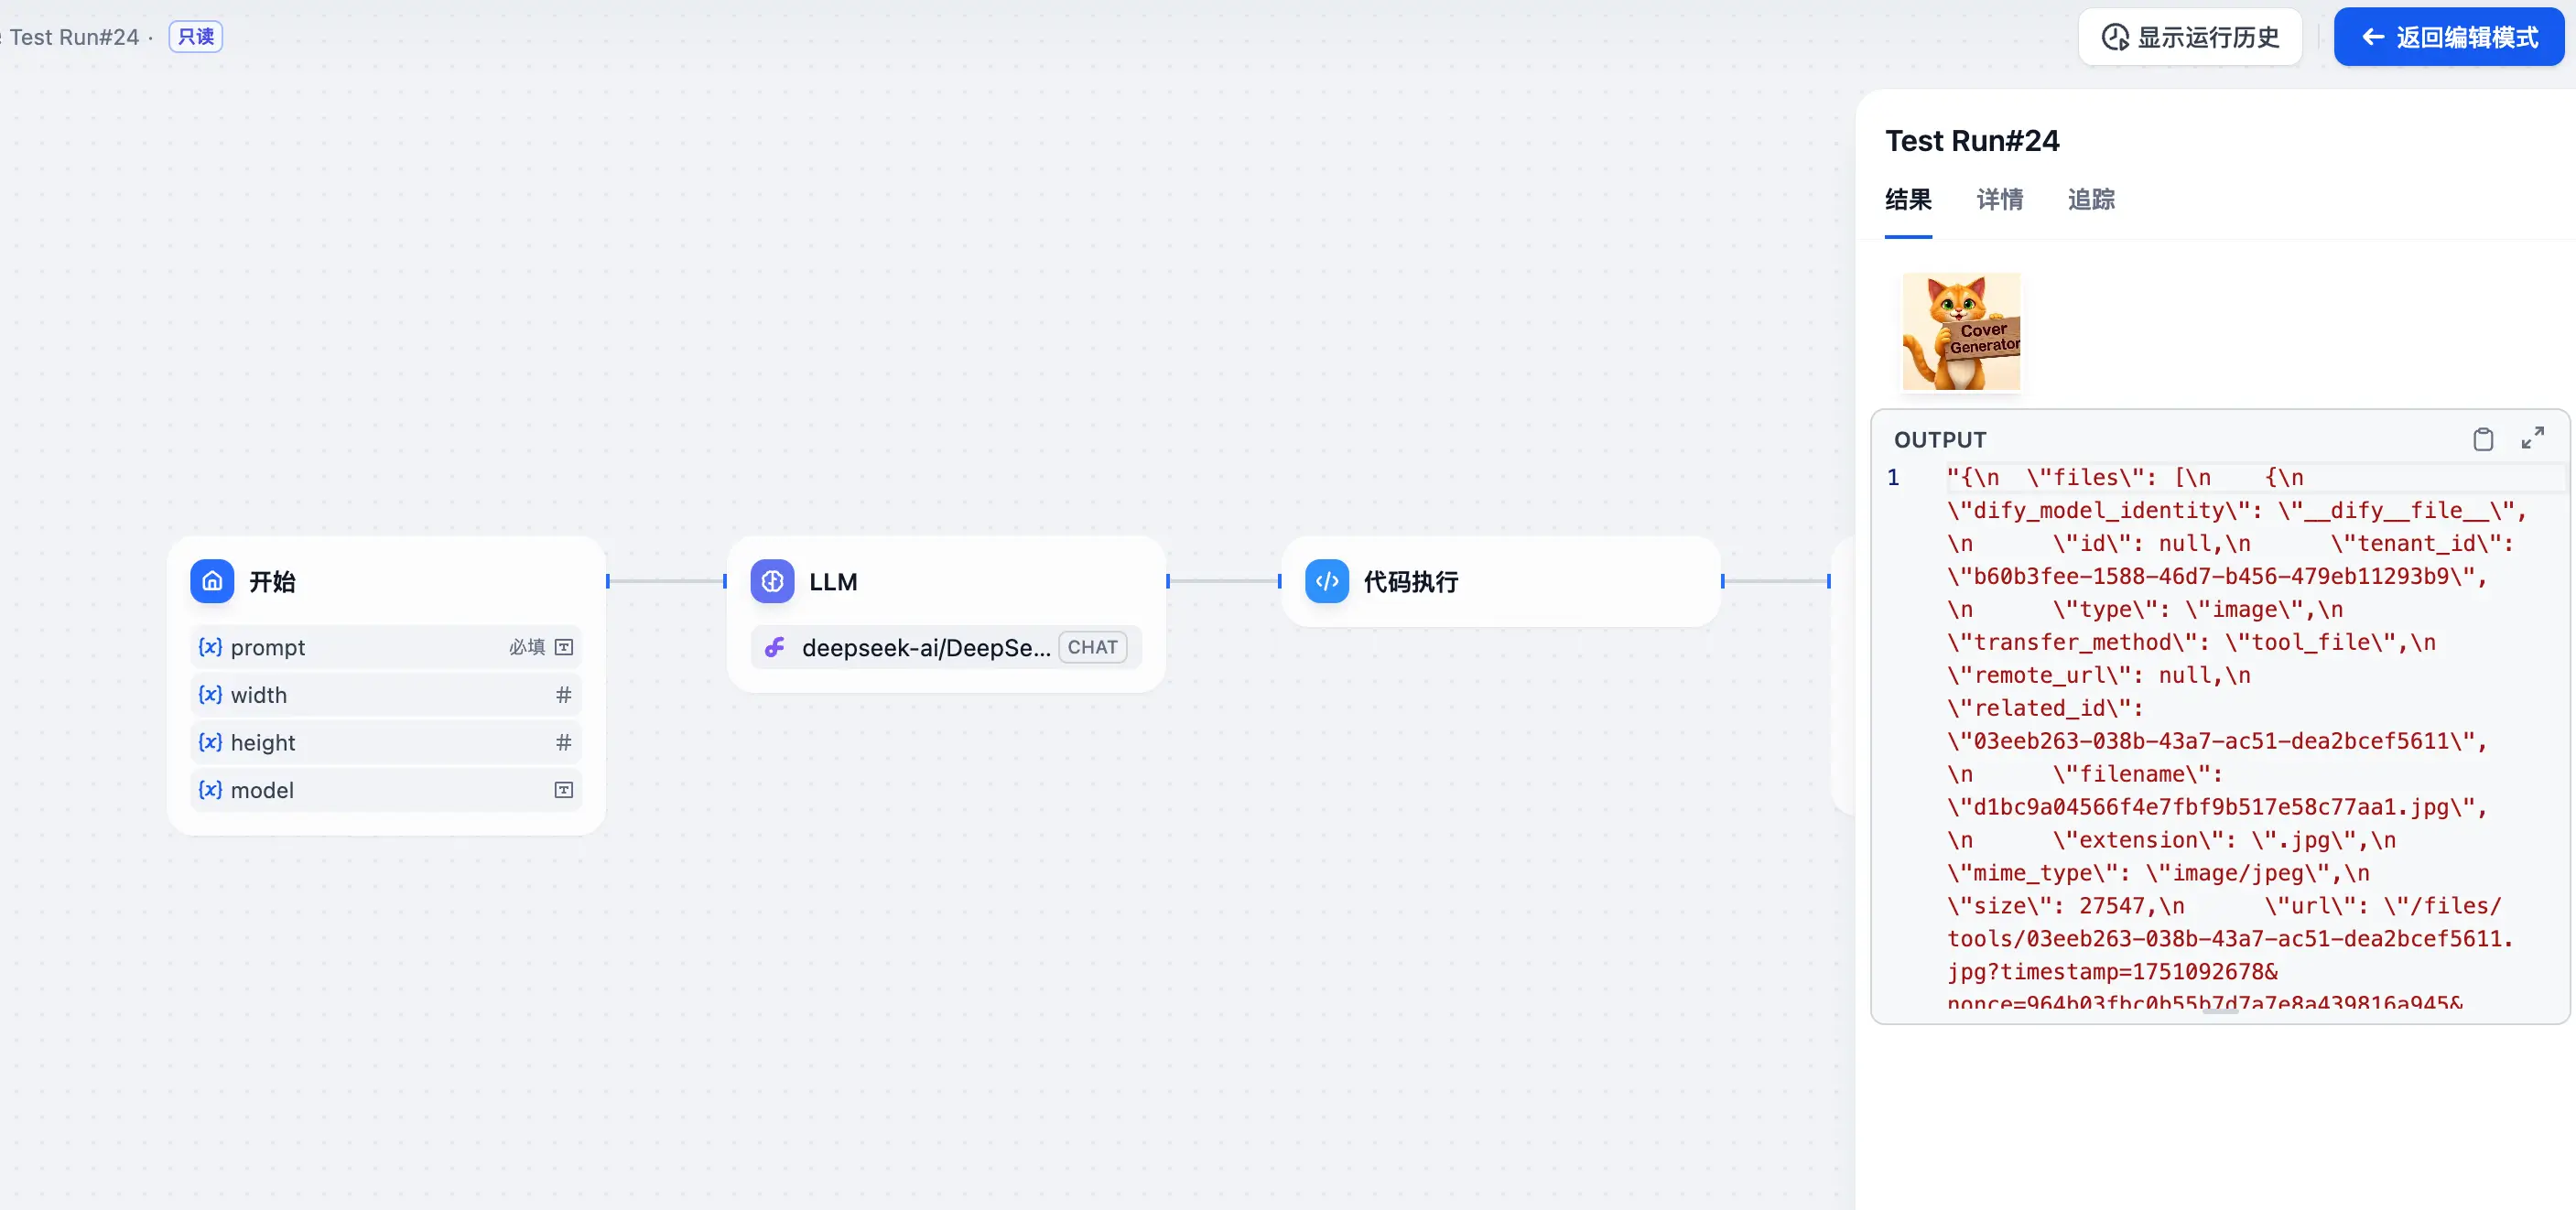 Test Run#24 ·
只读
显示运行历史
返回编辑模式
Test Run#24
结果 详情 追踪
Cover
Generator
OUTPUT
1 "{\n  \"files\": [\n    {\n
\"dify_model_identity\": \"__dify__file__\",
\n      \"id\": null,\n      \"tenant_id\":
\"b60b3fee-1588-46d7-b456-479eb11293b9\",
\n      \"type\": \"image\",\n
\"transfer_method\": \"tool_file\",\n
\"remote_url\": null,\n
\"related_id\":
\"03eeb263-038b-43a7-ac51-dea2bcef5611\",
\n      \"filename\":
\"d1bc9a04566f4e7fbf9b517e58c77aa1.jpg\",
\n      \"extension\": \".jpg\",\n
\"mime_type\": \"image/jpeg\",\n
\"size\": 27547,\n      \"url\": \"/files/
tools/03eeb263-038b-43a7-ac51-dea2bcef5611.
jpg?timestamp=1751092678&
nonce=964b03fbc0b55b7d7a7e8a439816a945&
开始
{x} prompt 必填
{x} width #
{x} height #
{x} model
LLM
deepseek-ai/DeepSe... CHAT
代码执行